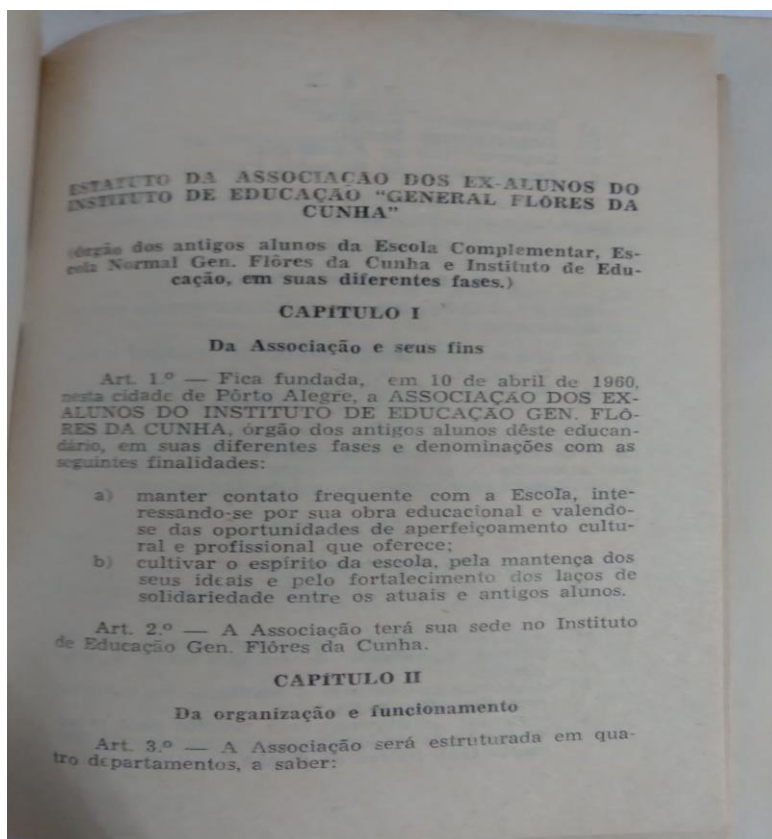 ESTATUTO DA ASSOCIAÇÃO DOS EX-ALUNOS DO
INSTITUTO DE EDUCAÇÃO "GENERAL FLÔRES DA
CUNHA"
(órgão dos antigos alunos da Escola Complementar, Es-
cola Normal Gen. Flôres da Cunha e Instituto de Edu-
cação, em suas diferentes fases.)
CAPÍTULO I
Da Associação e seus fins
Art. 1.º — Fica fundada, em 10 de abril de 1960,
nesta cidade de Pôrto Alegre, a ASSOCIAÇÃO DOS EX-
ALUNOS DO INSTITUTO DE EDUCAÇÃO GEN. FLÔ-
RES DA CUNHA, órgão dos antigos alunos dêste educan-
dário, em suas diferentes fases e denominações com as
seguintes finalidades:
a) manter contato frequente com a Escola, inte-
ressando-se por sua obra educacional e valendo-
se das oportunidades de aperfeiçoamento cultu-
ral e profissional que oferece;
b) cultivar o espírito da escola, pela mantença dos
seus ideais e pelo fortalecimento dos laços de
solidariedade entre os atuais e antigos alunos.
Art. 2.º — A Associação terá sua sede no Instituto
de Educação Gen. Flôres da Cunha.
CAPÍTULO II
Da organização e funcionamento
Art. 3.º — A Associação será estruturada em qua-
tro departamentos, a saber: